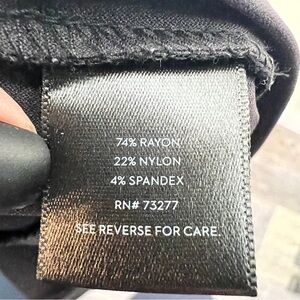 74% RAYON
22% NYLON
4% SPANDEX
RN# 73277
SEE REVERSE FOR CARE.